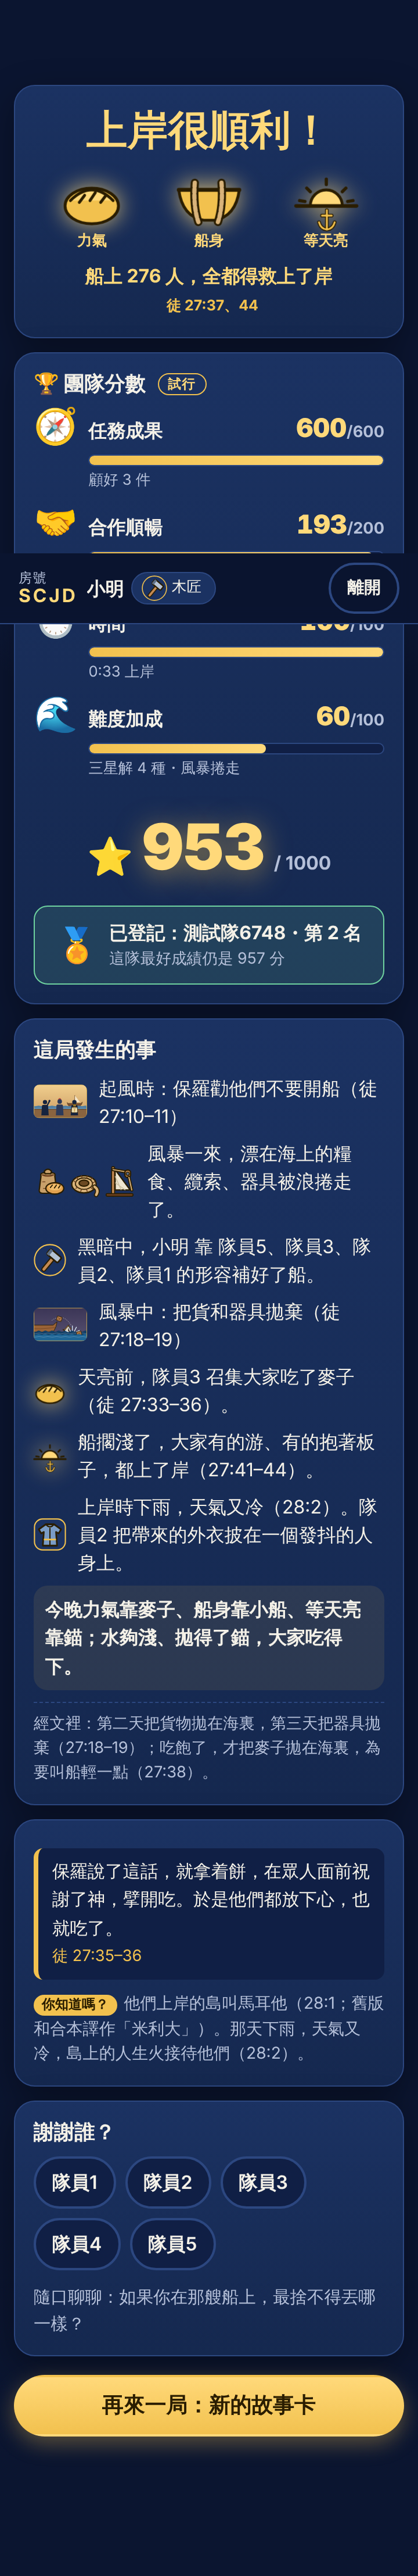 上岸很順利！
力氣
船身
等天亮
船上 276 人，全都得救上了岸
徒 27:37、44
團隊分數
試行
任務成果
600/600
顧好 3 件
合作順暢
193/200
房號
SCJD
小明
木匠
離開
時間
/100
0:33 上岸
難度加成
60/100
三星解 4 種・風暴捲走
953 / 1000
已登記：測試隊6748・第 2 名
這隊最好成績仍是 957 分
這局發生的事
起風時：保羅勸他們不要開船（徒
27:10–11）
風暴一來，漂在海上的糧
食、纜索、器具被浪捲走
了。
黑暗中，小明 靠 隊員5、隊員3、隊
員2、隊員1 的形容補好了船。
風暴中：把貨和器具拋棄（徒
27:18–19）
天亮前，隊員3 召集大家吃了麥子
（徒 27:33–36）。
船擱淺了，大家有的游、有的抱著板
子，都上了岸（27:41–44）。
上岸時下雨，天氣又冷（28:2）。隊
員2 把帶來的外衣披在一個發抖的人
身上。
今晚力氣靠麥子、船身靠小船、等天亮
靠錨；水夠淺、拋得了錨，大家吃得
下。
經文裡：第二天把貨物拋在海裏，第三天把器具拋
棄（27:18–19）；吃飽了，才把麥子拋在海裏，為
要叫船輕一點（27:38）。
保羅說了這話，就拿着餅，在眾人面前祝
謝了神，擘開吃。於是他們都放下心，也
就吃了。
徒 27:35–36
你知道嗎？ 他們上岸的島叫馬耳他（28:1；舊版
和合本譯作「米利大」）。那天下雨，天氣又
冷，島上的人生火接待他們（28:2）。
謝謝誰？
隊員1
隊員2
隊員3
隊員4
隊員5
隨口聊聊：如果你在那艘船上，最捨不得丟哪
一樣？
再來一局：新的故事卡